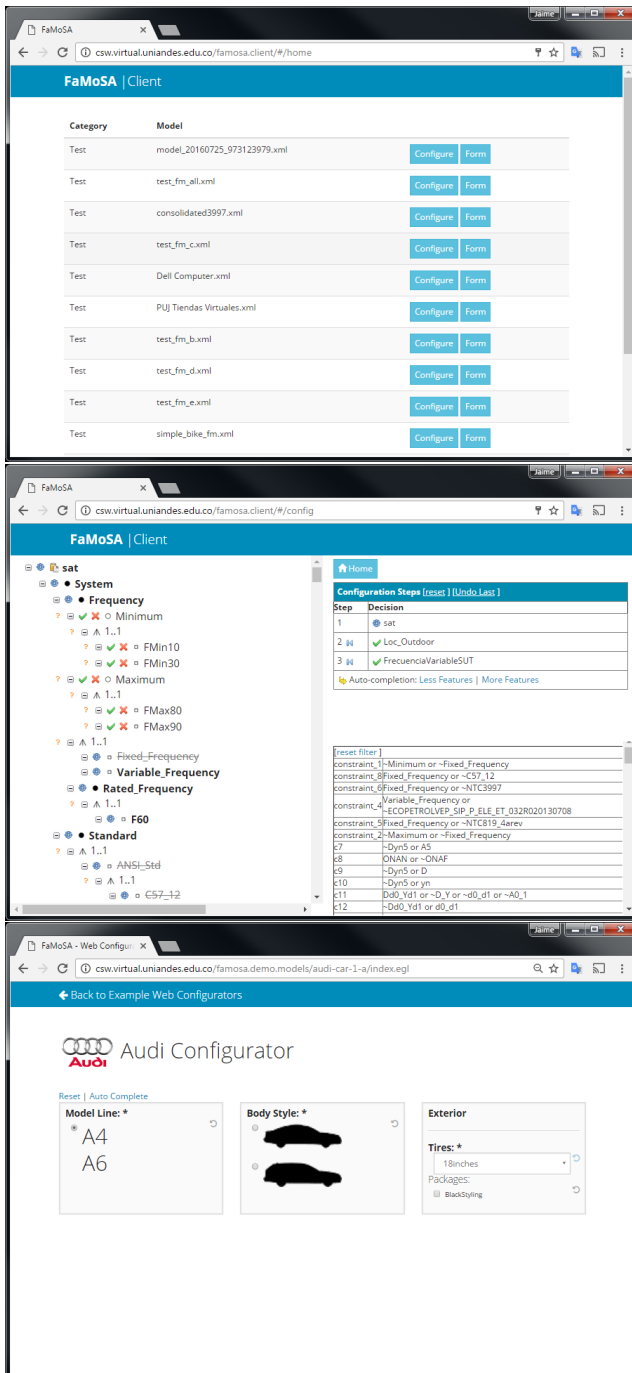 Jaime
FaMoSA
csw.virtual.uniandes.edu.co/famosa.client/#/home
FaMoSA |Client
Category Model
Test model_20160725_973123979.xml Configure Form
Test test_fm_all.xml Configure Form
Test consolidated3997.xml Configure Form
Test test_fm_c.xml Configure Form
Test Dell Computer.xml Configure Form
Test PUJ Tiendas Virtuales.xml Configure Form
Test test_fm_b.xml Configure Form
Test test_fm_d.xml Configure Form
Test test_fm_e.xml Configure Form
Test simple_bike_fm.xml Configure Form
Jaime
FaMoSA
csw.virtual.uniandes.edu.co/famosa.client/#/config
FaMoSA |Client
sat
System
Frequency
? Minimum
? 1..1
? FMin10
? FMin30
? Maximum
? 1..1
? FMax80
? FMax90
? 1..1
Fixed_Frequency
Variable_Frequency
Rated_Frequency
? 1..1
F60
Standard
? 1..1
ANSI_Std
? 1..1
C57_12
Home
Configuration Steps [reset ] [Undo Last ]
Step Decision
1 sat
2 Loc_Outdoor
3 FrecuenciaVariableSUT
Auto-completion: Less Features | More Features
[reset filter ]
constraint_1 ~Minimum or ~Fixed_Frequency
constraint_8 Fixed_Frequency or ~C57_12
constraint_6 Fixed_Frequency or ~NTC3997
constraint_4 Variable_Frequency or
~ECOPETROLVEP_SIP_P_ELE_ET_032R020130708
constraint_5 Fixed_Frequency or ~NTC819_4arev
constraint_2 ~Maximum or ~Fixed_Frequency
c7 ~Dyn5 or A5
c8 ONAN or ~ONAF
c9 ~Dyn5 or D
c10 ~Dyn5 or yn
c11 Dd0_Yd1 or ~D_Y or ~d0_d1 or ~A0_1
c12 ~Dd0_Yd1 or d0_d1
Jaime
FaMoSA - Web Configur
csw.virtual.uniandes.edu.co/famosa.demo.models/audi-car-1-a/index.egl
Back to Example Web Configurators
Audi Audi Configurator
Reset | Auto Complete
Model Line: *
A4
A6
Body Style: *
Exterior
Tires: *
18inches
Packages:
BlackStyling